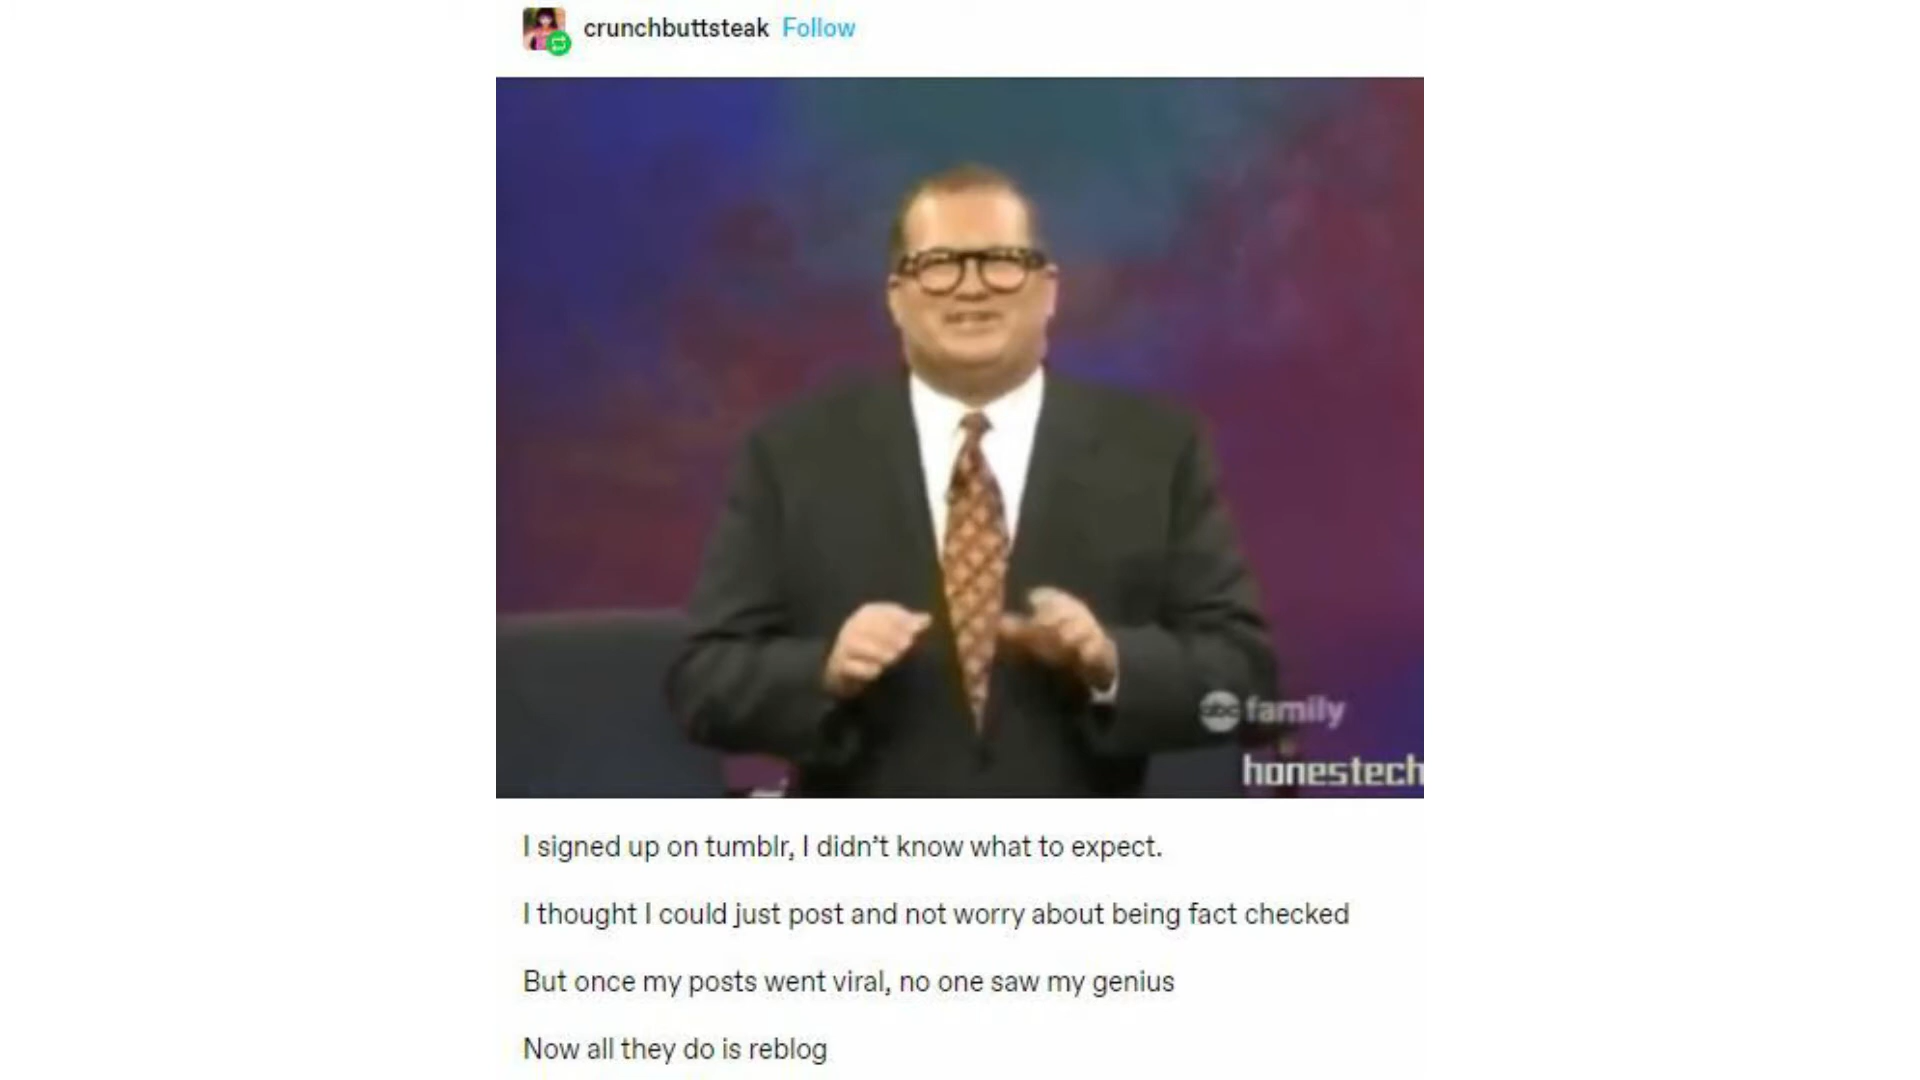 crunchbuttsteak Follow
abc family
honestech
I signed up on tumblr, I didn't know what to expect.
I thought I could just post and not worry about being fact checked
But once my posts went viral, no one saw my genius
Now all they do is reblog